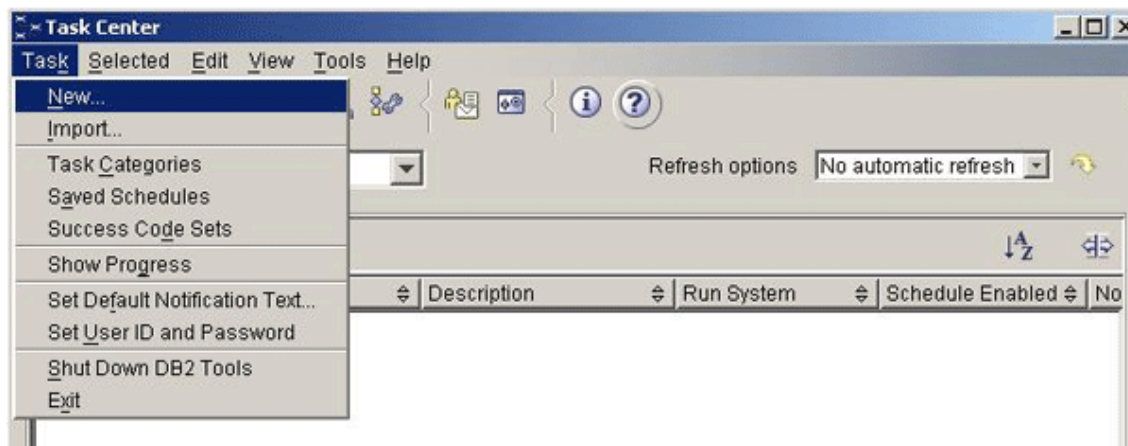 Task Center
Task Selected Edit View Tools Help
New...
Import...
Task Categories
Saved Schedules
Success Code Sets
Show Progress
Set Default Notification Text...
Set User ID and Password
Shut Down DB2 Tools
Exit
Refresh options No automatic refresh
Description Run System Schedule Enabled No